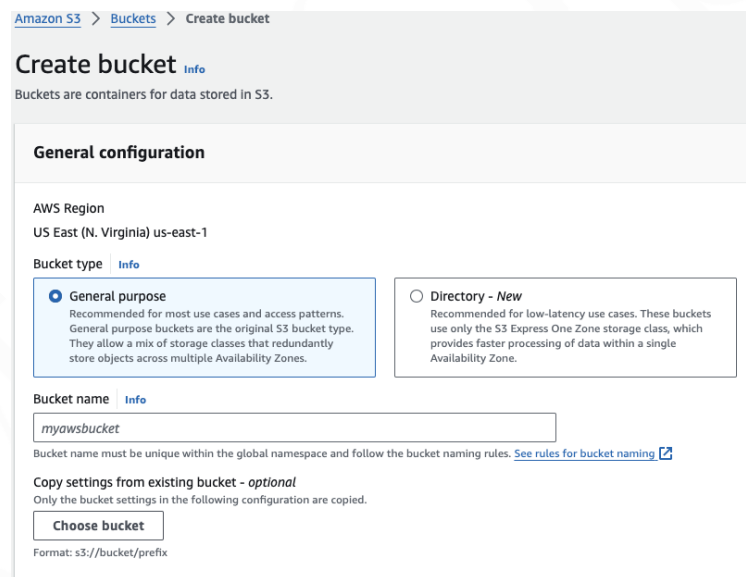 Amazon S3 > Buckets > Create bucket
Create bucket Info
Buckets are containers for data stored in S3.
General configuration
AWS Region
US East (N. Virginia) us-east-1
Bucket type Info
General purpose
Recommended for most use cases and access patterns.
General purpose buckets are the original S3 bucket type.
They allow a mix of storage classes that redundantly
store objects across multiple Availability Zones.
Directory - New
Recommended for low-latency use cases. These buckets
use only the S3 Express One Zone storage class, which
provides faster processing of data within a single
Availability Zone.
Bucket name Info
myawsbucket
Bucket name must be unique within the global namespace and follow the bucket naming rules. See rules for bucket naming
Copy settings from existing bucket - optional
Only the bucket settings in the following configuration are copied.
Choose bucket
Format: s3://bucket/prefix